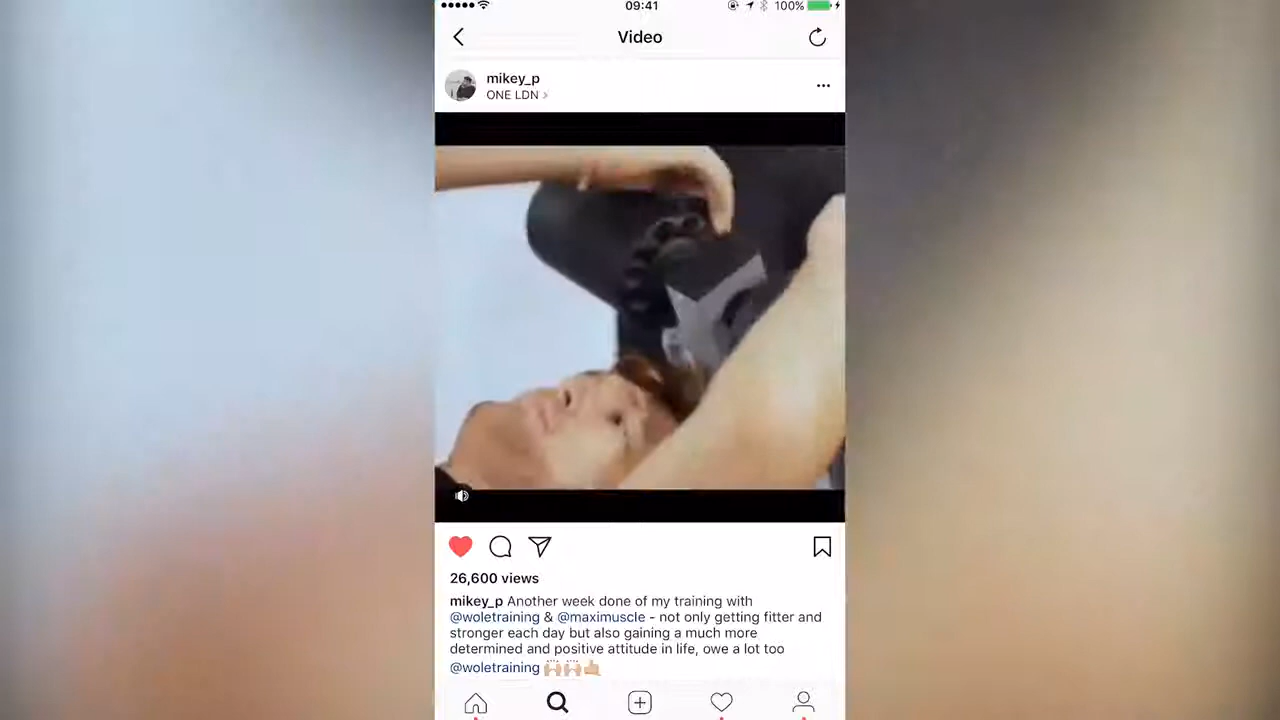 09:41
100%
Video
mikey_p
ONE LDN >
26,600 views
mikey_p Another week done of my training with
@woletraining & @maximuscle - not only getting fitter and
stronger each day but also gaining a much more
determined and positive attitude in life, owe a lot too
@woletraining 🙌🏼🙌🏼🤙🏼